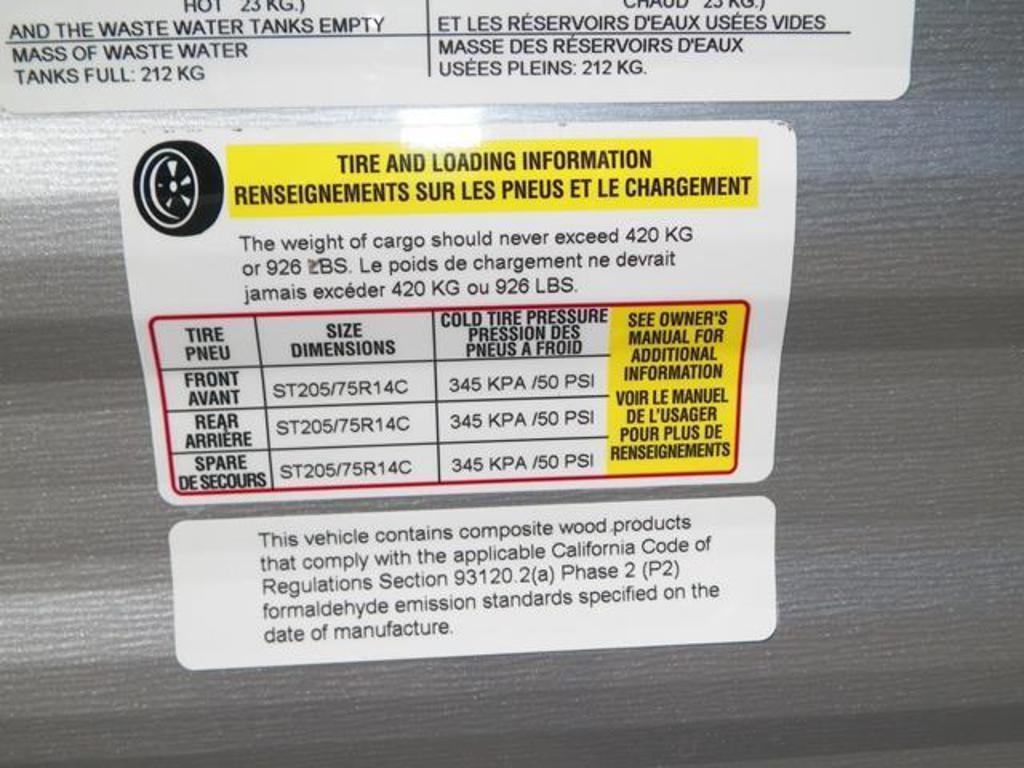 HOT 23 KG.)
AND THE WASTE WATER TANKS EMPTY
MASS OF WASTE WATER
TANKS FULL: 212 KG
CHAUD 23 KG.)
ET LES RÉSERVOIRS D'EAUX USÉES VIDES
MASSE DES RÉSERVOIRS D'EAUX
USÉES PLEINS: 212 KG.
TIRE AND LOADING INFORMATION
RENSEIGNEMENTS SUR LES PNEUS ET LE CHARGEMENT
The weight of cargo should never exceed 420 KG
or 926 LBS. Le poids de chargement ne devrait
jamais excéder 420 KG ou 926 LBS.
TIRE
PNEU
SIZE
DIMENSIONS
COLD TIRE PRESSURE
PRESSION DES
PNEUS A FROID
FRONT
AVANT
ST205/75R14C
345 KPA /50 PSI
REAR
ARRIÈRE
ST205/75R14C
345 KPA /50 PSI
SPARE
DE SECOURS
ST205/75R14C
345 KPA /50 PSI
SEE OWNER'S
MANUAL FOR
ADDITIONAL
INFORMATION
VOIR LE MANUEL
DE L'USAGER
POUR PLUS DE
RENSEIGNEMENTS
This vehicle contains composite wood products
that comply with the applicable California Code of
Regulations Section 93120.2(a) Phase 2 (P2)
formaldehyde emission standards specified on the
date of manufacture.